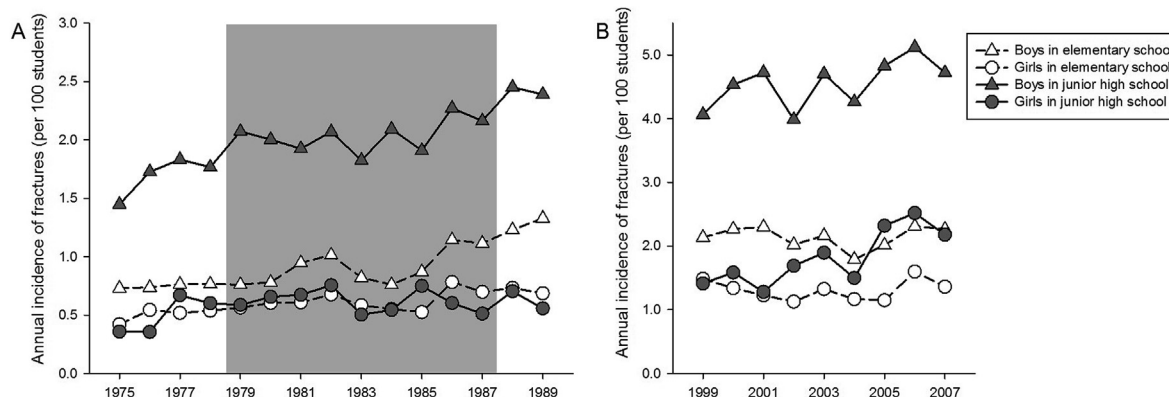 A
Annual incidence of fractures (per 100 students)
3.0
2.5
2.0
1.5
1.0
0.5
0.0
1975 1977 1979 1981 1983 1985 1987 1989
B
Annual incidence of fractures (per 100 students)
5.0
4.0
3.0
2.0
1.0
0.0
1999 2001 2003 2005 2007
Boys in elementary school
Girls in elementary school
Boys in junior high school
Girls in junior high school